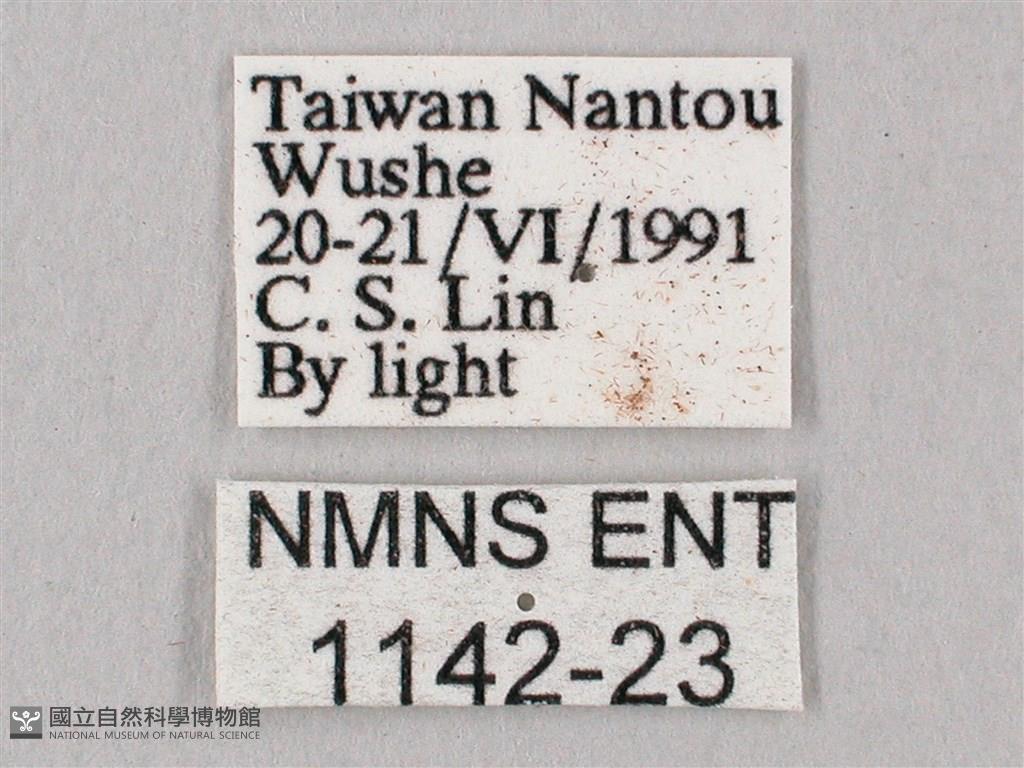 Taiwan Nantou
Wushe
20-21/VI/1991
C. S. Lin
By light
NMNS ENT
1142-23
國立自然科學博物館
NATIONAL MUSEUM OF NATURAL SCIENCE